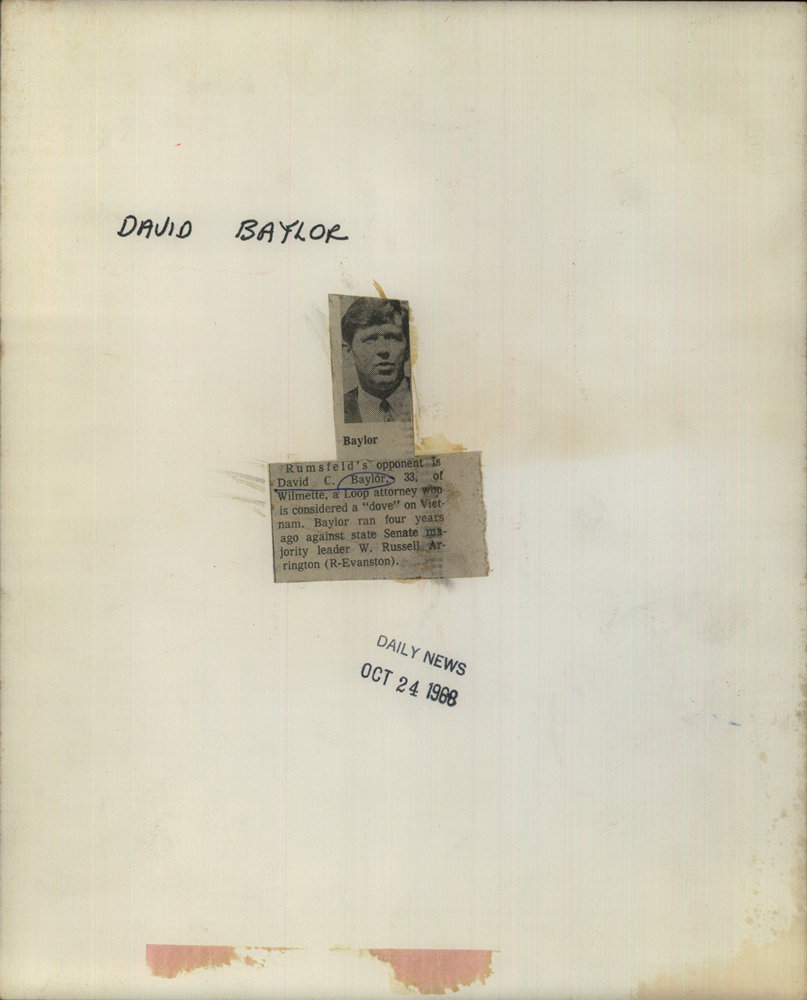 DAVID BAYLOR
Baylor
Rumsfeld's opponent is
David C. Baylor, 33, of
Wilmette, a Loop attorney who
is considered a "dove" on Viet-
nam. Baylor ran four years
ago against state Senate ma-
jority leader W. Russell Ar-
rington (R-Evanston).
DAILY NEWS
OCT 24 1968